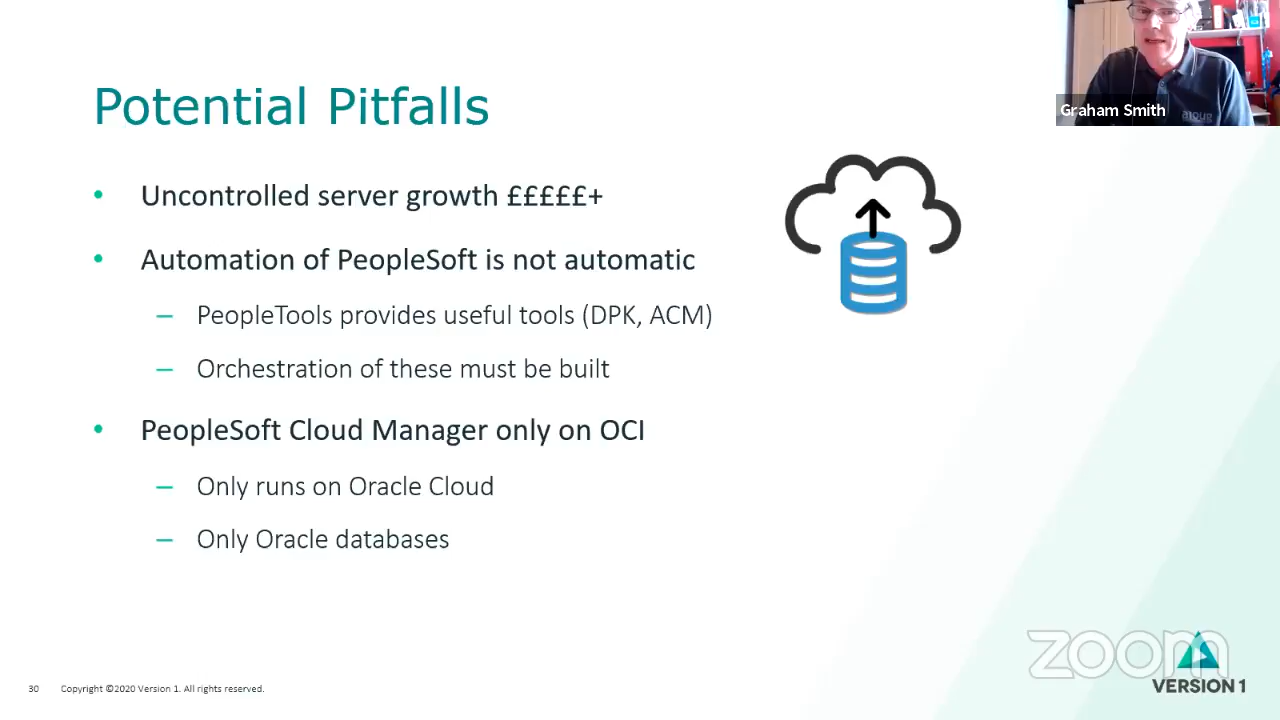 Potential Pitfalls
Graham Smith
• Uncontrolled server growth £££££+
• Automation of PeopleSoft is not automatic
– PeopleTools provides useful tools (DPK, ACM)
– Orchestration of these must be built
• PeopleSoft Cloud Manager only on OCI
– Only runs on Oracle Cloud
– Only Oracle databases
zoom
VERSION 1
30 Copyright ©2020 Version 1. All rights reserved.